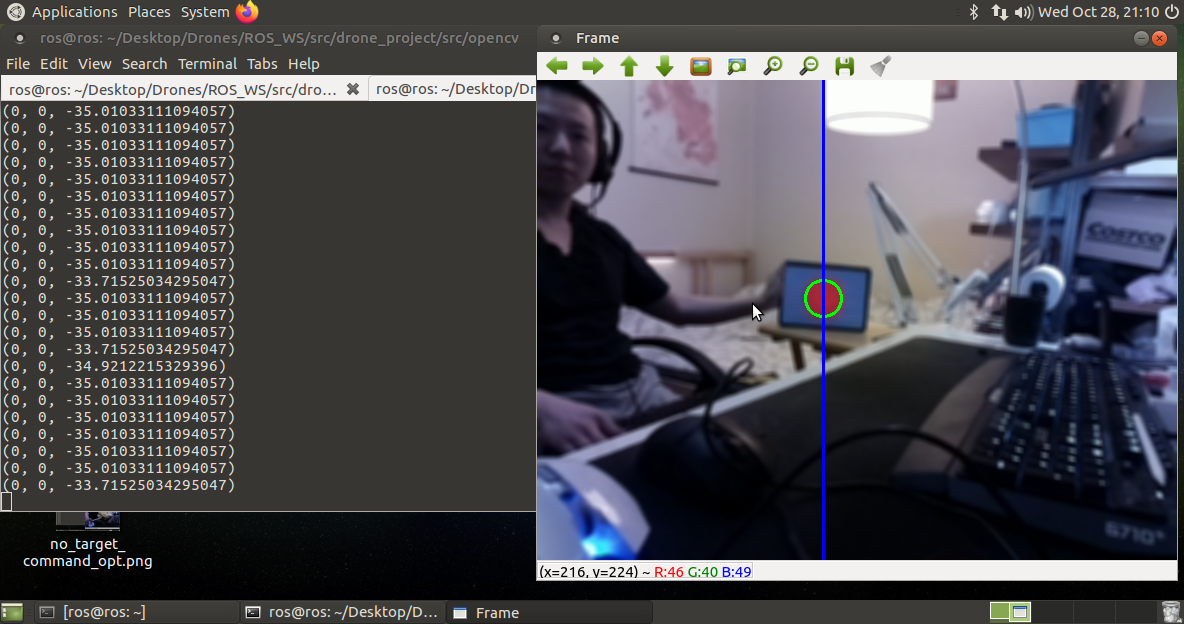 Applications Places System
Wed Oct 28, 21:10
ros@ros: ~/Desktop/Drones/ROS_WS/src/drone_project/src/opencv
File Edit View Search Terminal Tabs Help
ros@ros: ~/Desktop/Drones/ROS_WS/src/dro...
ros@ros: ~/Desktop/Dr
(0, 0, -35.01033111094057)
(0, 0, -35.01033111094057)
(0, 0, -35.01033111094057)
(0, 0, -35.01033111094057)
(0, 0, -35.01033111094057)
(0, 0, -35.01033111094057)
(0, 0, -35.01033111094057)
(0, 0, -35.01033111094057)
(0, 0, -35.01033111094057)
(0, 0, -35.01033111094057)
(0, 0, -33.71525034295047)
(0, 0, -35.01033111094057)
(0, 0, -35.01033111094057)
(0, 0, -35.01033111094057)
(0, 0, -33.71525034295047)
(0, 0, -34.9212215329396)
(0, 0, -35.01033111094057)
(0, 0, -35.01033111094057)
(0, 0, -35.01033111094057)
(0, 0, -35.01033111094057)
(0, 0, -35.01033111094057)
(0, 0, -35.01033111094057)
(0, 0, -33.71525034295047)
Frame
COSTCO
G710+
(x=216, y=224) ~ R:46 G:40 B:49
no_target_
command_opt.png
[ros@ros: ~]
ros@ros: ~/Desktop/D...
Frame